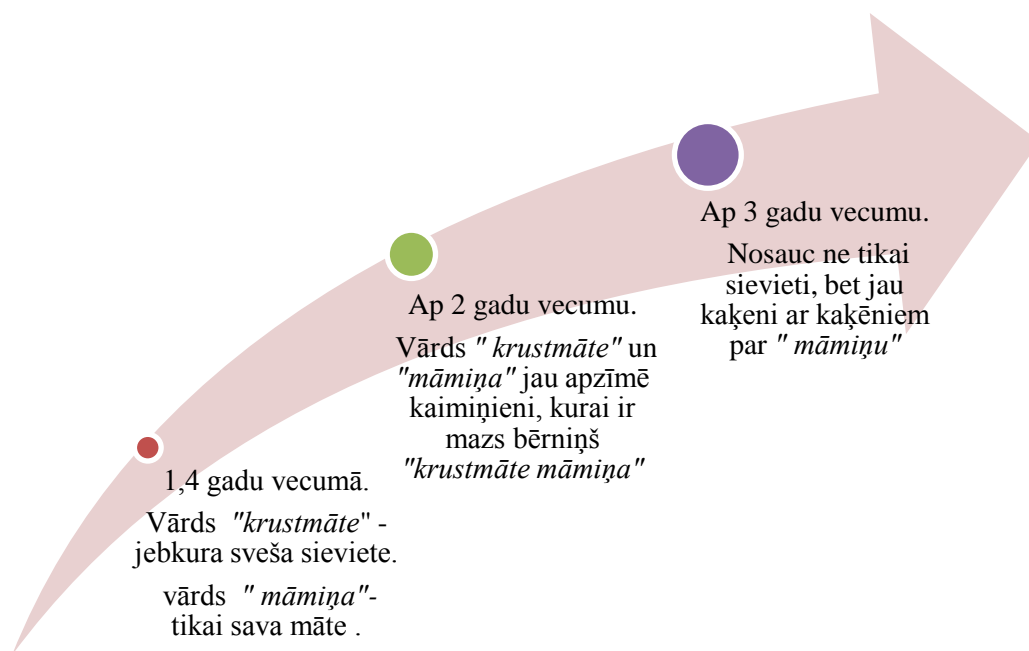 1,4 gadu vecumā.
Vārds "krustmāte" -
jebkura sveša sieviete.
vārds " māmiņa"-
tikai sava māte .
Ap 2 gadu vecumu.
Vārds " krustmāte" un
"māmiņa" jau apzīmē
kaimiņieni, kurai ir
mazs bērniņš
"krustmāte māmiņa"
Ap 3 gadu vecumu.
Nosauc ne tikai
sievieti, bet jau
kaķeni ar kaķēniem
par " māmiņu"